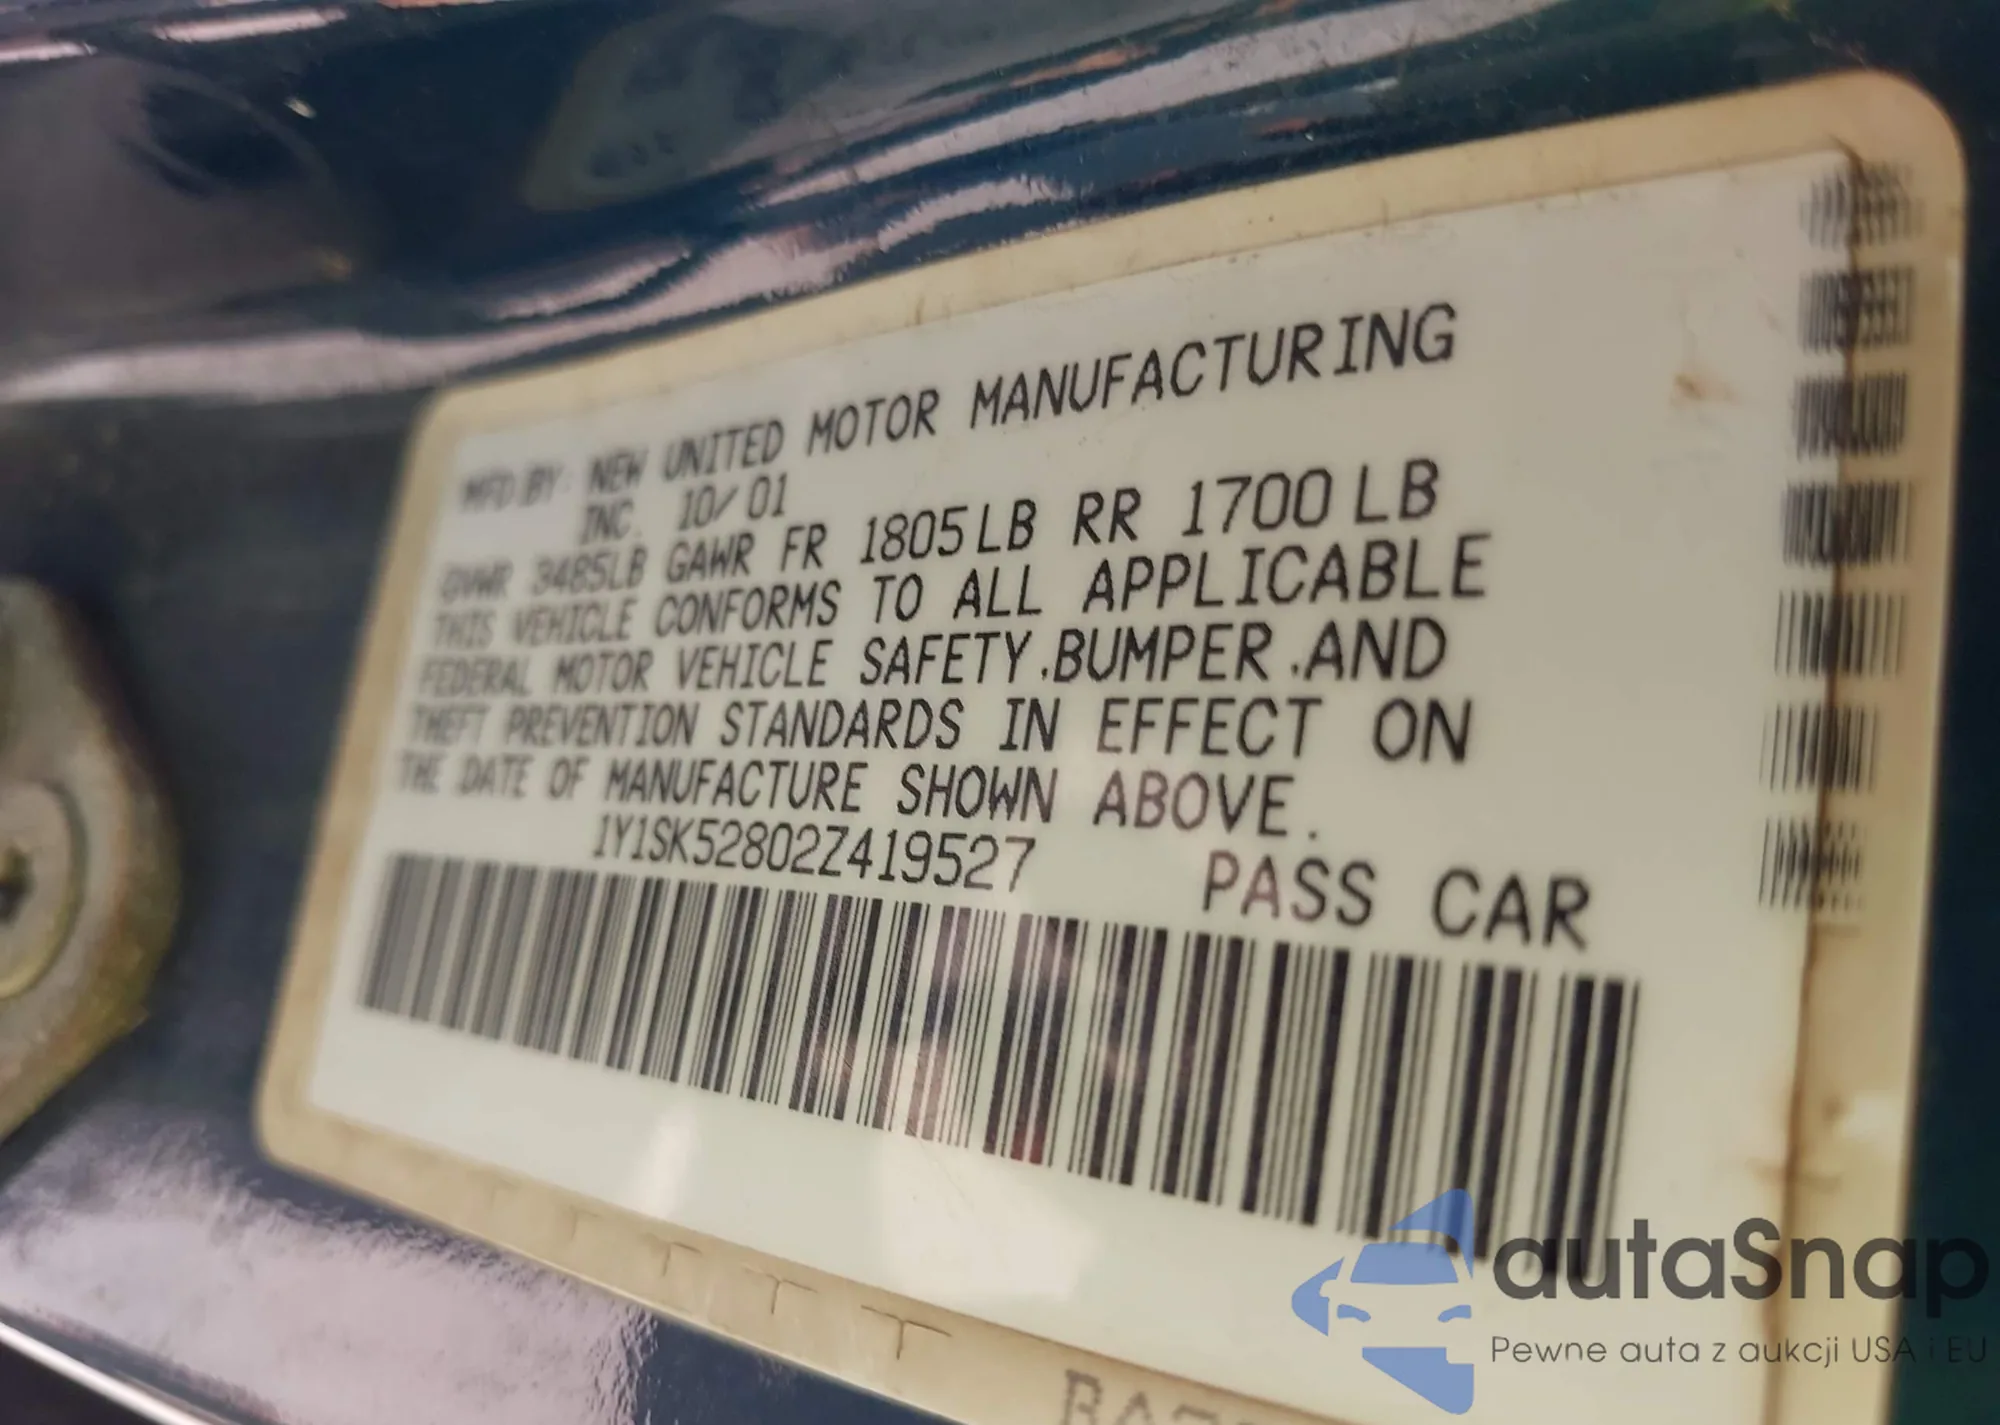 MFD.BY: NEW UNITED MOTOR MANUFACTURING
INC. 10/01
GVWR 3485LB GAWR FR 1805LB RR 1700LB
THIS VEHICLE CONFORMS TO ALL APPLICABLE
FEDERAL MOTOR VEHICLE SAFETY.BUMPER.AND
THEFT PREVENTION STANDARDS IN EFFECT ON
THE DATE OF MANUFACTURE SHOWN ABOVE.
1Y1SK52802Z419527 PASS CAR
autaSnap
Pewne auta z aukcji USA i EU